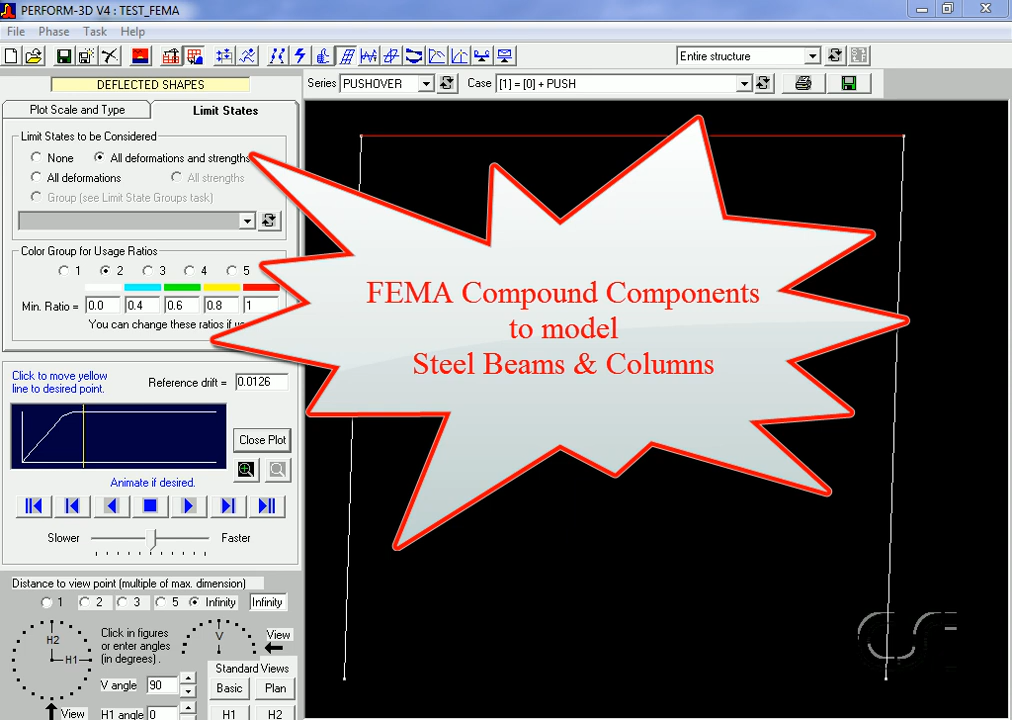 PERFORM-3D V4 : TEST_FEMA
File Phase Task Help
Entire structure
DEFLECTED SHAPES
Series PUSHOVER Case [1] = [0] + PUSH
Plot Scale and Type Limit States
Limit States to be Considered
None All deformations and strengths
All deformations All strengths
Group (see Limit State Groups task)
Color Group for Usage Ratios
1 2 3 4 5
Min. Ratio = 0.0 0.4 0.6 0.8 1
You can change these ratios if
FEMA Compound Components
to model
Steel Beams & Columns
Click to move yellow
line to desired point.
Reference drift = 0.0126
Close Plot
Animate if desired.
Slower Faster
Distance to view point (multiple of max. dimension)
1 2 3 5 Infinity Infinity
H2
H1
Click in figures
or enter angles
(in degrees) .
V
View
Standard Views
V angle 90
Basic Plan
View
H1 angle 0
H1 H2
CSI